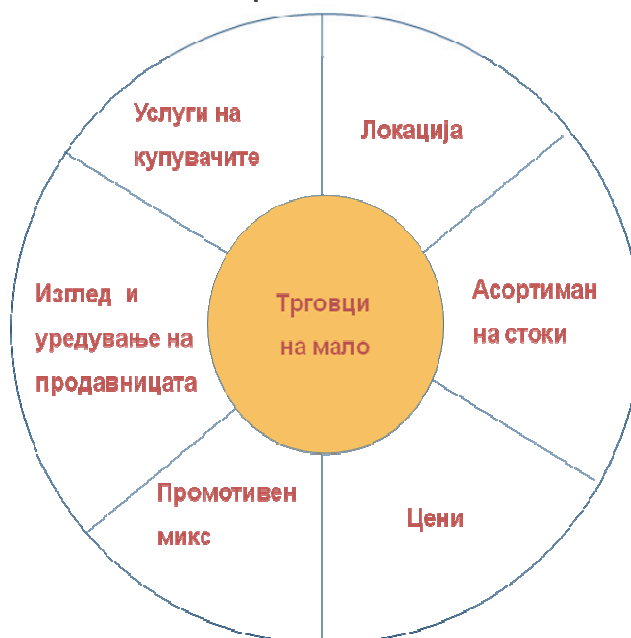 Услуги на
купувачите
Локација
Асортиман
на стоки
Цени
Промотивен
микс
Изглед и
уредување на
продавницата
Трговци
на мало